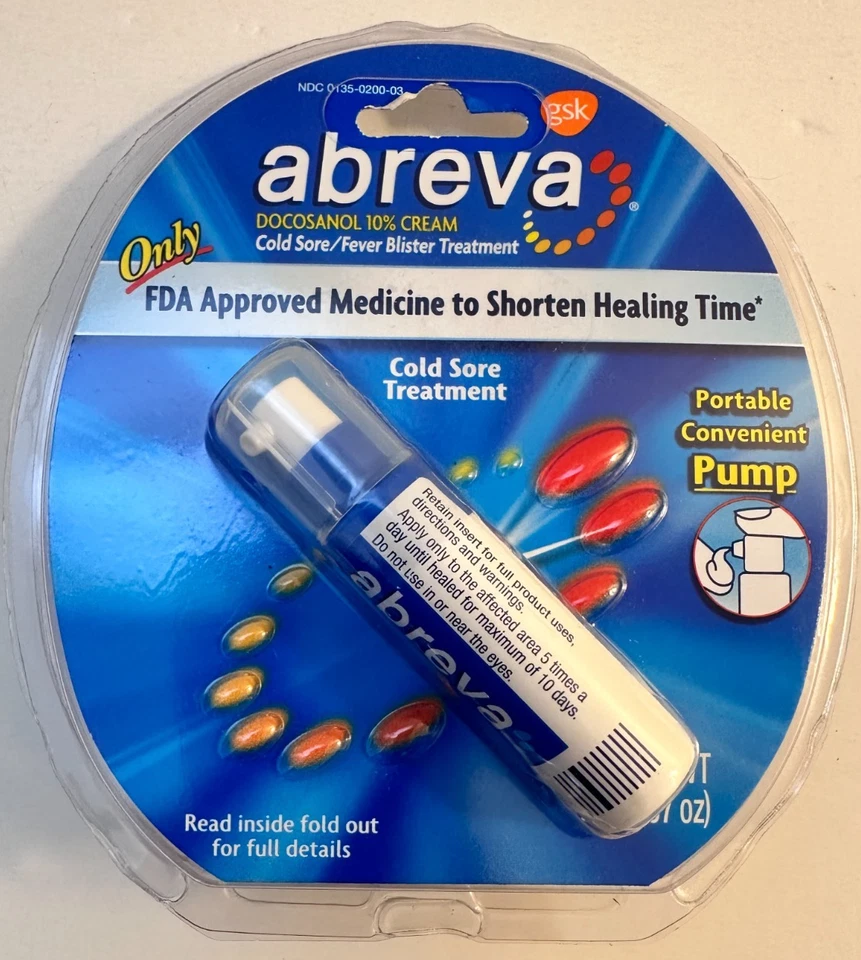 NDC 0135-0200-03
gsk
abreva®
DOCOSANOL 10% CREAM
Cold Sore/Fever Blister Treatment
Only
FDA Approved Medicine to Shorten Healing Time*
Cold Sore
Treatment
Portable
Convenient
Pump
Retain insert for full product uses,
directions and warnings.
Apply only to the affected area 5 times a
day until healed for maximum of 10 days.
Do not use in or near the eyes.
abreva
oz)
Read inside fold out
for full details